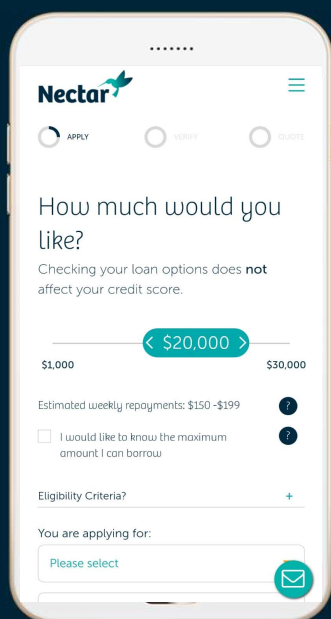 Nectar
APPLY VERIFY QUOTE
How much would you
like?
Checking your loan options does not
affect your credit score.
< $20,000 >
$1,000 $30,000
Estimated weekly repayments: $150 -$199 ?
I would like to know the maximum ?
amount I can borrow
Eligibility Criteria? +
You are applying for:
Please select